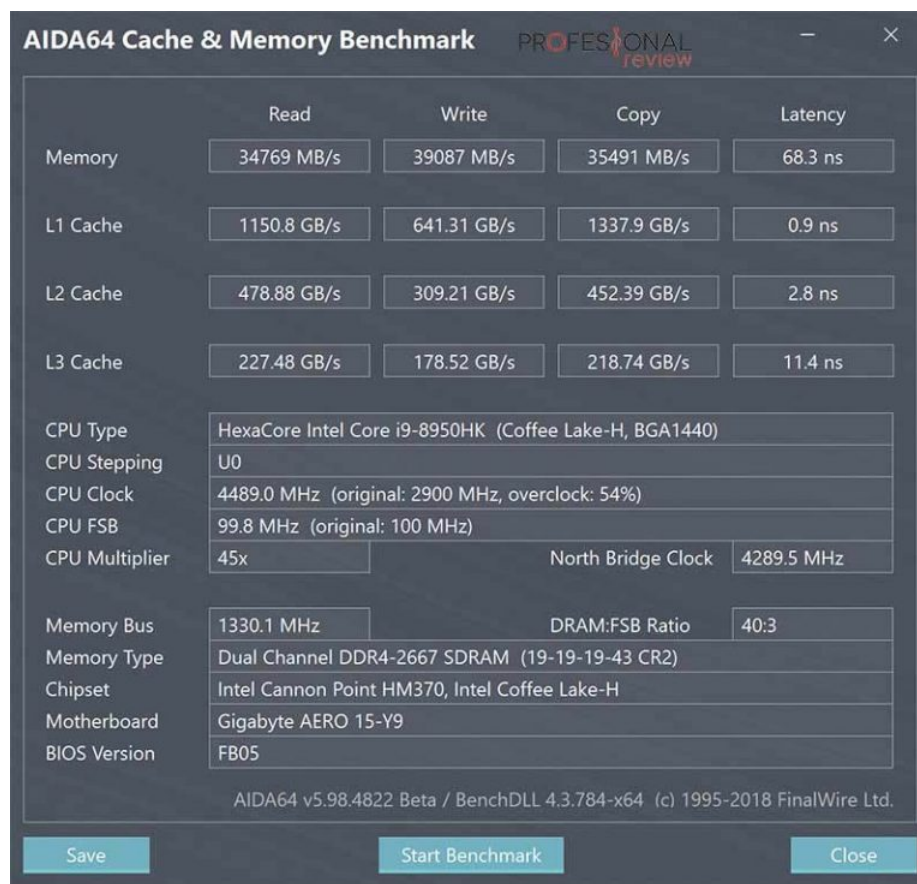 AIDA64 Cache & Memory Benchmark PROFESIONAL review
Read Write Copy Latency
Memory 34769 MB/s 39087 MB/s 35491 MB/s 68.3 ns
L1 Cache 1150.8 GB/s 641.31 GB/s 1337.9 GB/s 0.9 ns
L2 Cache 478.88 GB/s 309.21 GB/s 452.39 GB/s 2.8 ns
L3 Cache 227.48 GB/s 178.52 GB/s 218.74 GB/s 11.4 ns
CPU Type HexaCore Intel Core i9-8950HK (Coffee Lake-H, BGA1440)
CPU Stepping U0
CPU Clock 4489.0 MHz (original: 2900 MHz, overclock: 54%)
CPU FSB 99.8 MHz (original: 100 MHz)
CPU Multiplier 45x North Bridge Clock 4289.5 MHz
Memory Bus 1330.1 MHz DRAM:FSB Ratio 40:3
Memory Type Dual Channel DDR4-2667 SDRAM (19-19-19-43 CR2)
Chipset Intel Cannon Point HM370, Intel Coffee Lake-H
Motherboard Gigabyte AERO 15-Y9
BIOS Version FB05
AIDA64 v5.98.4822 Beta / BenchDLL 4.3.784-x64 (c) 1995-2018 FinalWire Ltd.
Save Start Benchmark Close